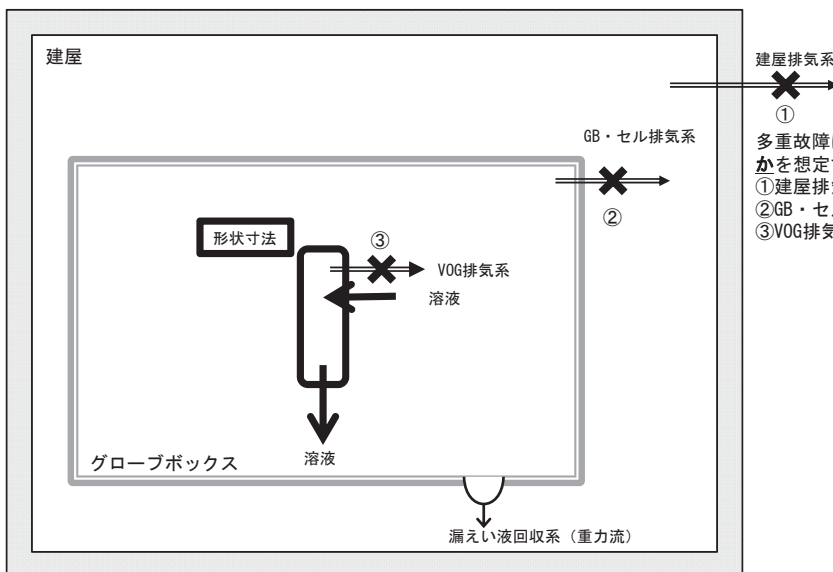 建屋
建屋排気系
①
GB・セル排気系
多重故障
かを想定
②
①建屋排
②GB・セ
③VOG排気
形状寸法
③
VOG排気系
溶液
溶液
グローブボックス
漏えい液回収系（重力流）